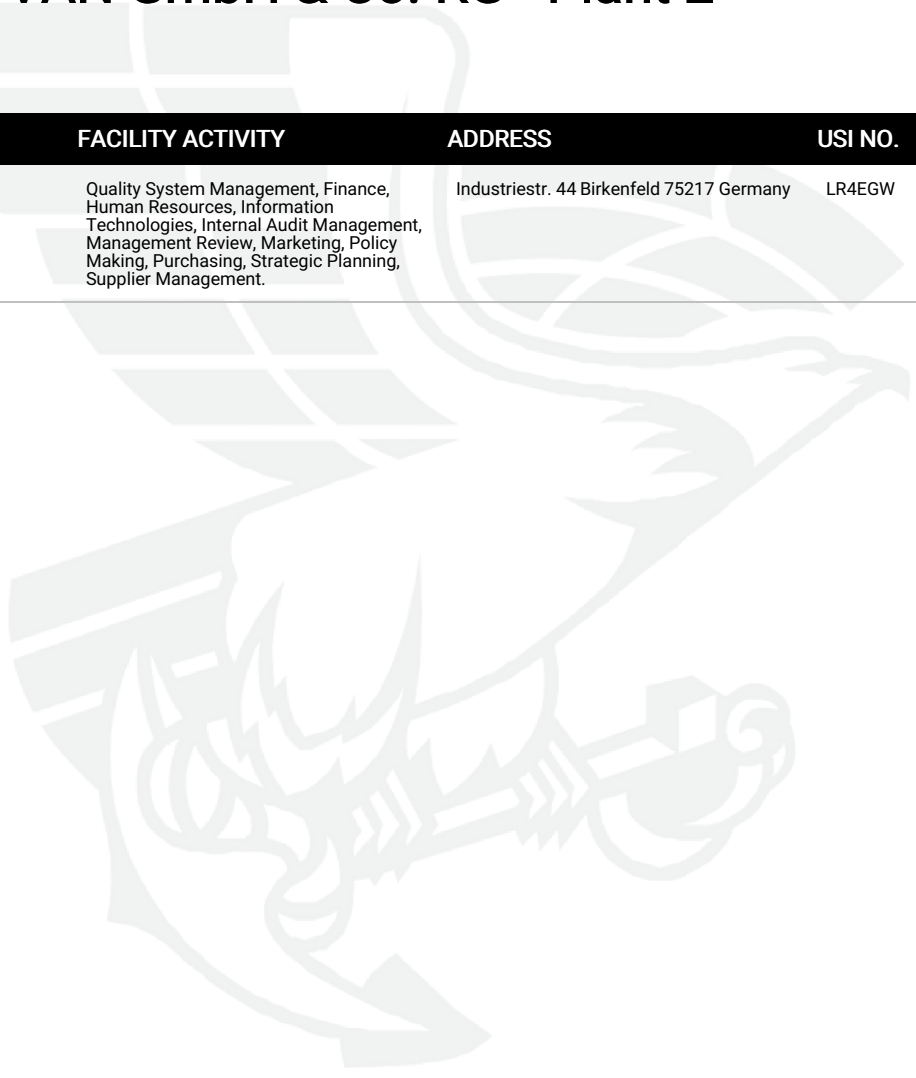 FACILITY ACTIVITY ADDRESS USI NO.
Quality System Management, Finance, Industriestr. 44 Birkenfeld 75217 Germany LR4EGW
Human Resources, Information
Technologies, Internal Audit Management,
Management Review, Marketing, Policy
Making, Purchasing, Strategic Planning,
Supplier Management.